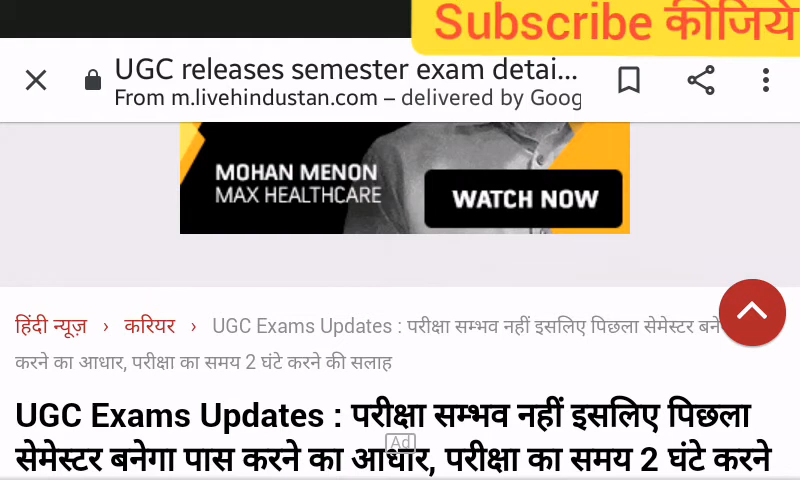 Subscribe कीजिये
UGC releases semester exam detai...
From m.livehindustan.com – delivered by Goog
MOHAN MENON
MAX HEALTHCARE
WATCH NOW
हिंदी न्यूज़ › करियर › UGC Exams Updates : परीक्षा सम्भव नहीं इसलिए पिछला सेमेस्टर बने
करने का आधार, परीक्षा का समय 2 घंटे करने की सलाह
UGC Exams Updates : परीक्षा सम्भव नहीं इसलिए पिछला
Ad
सेमेस्टर बनेगा पास करने का आधार, परीक्षा का समय 2 घंटे करने